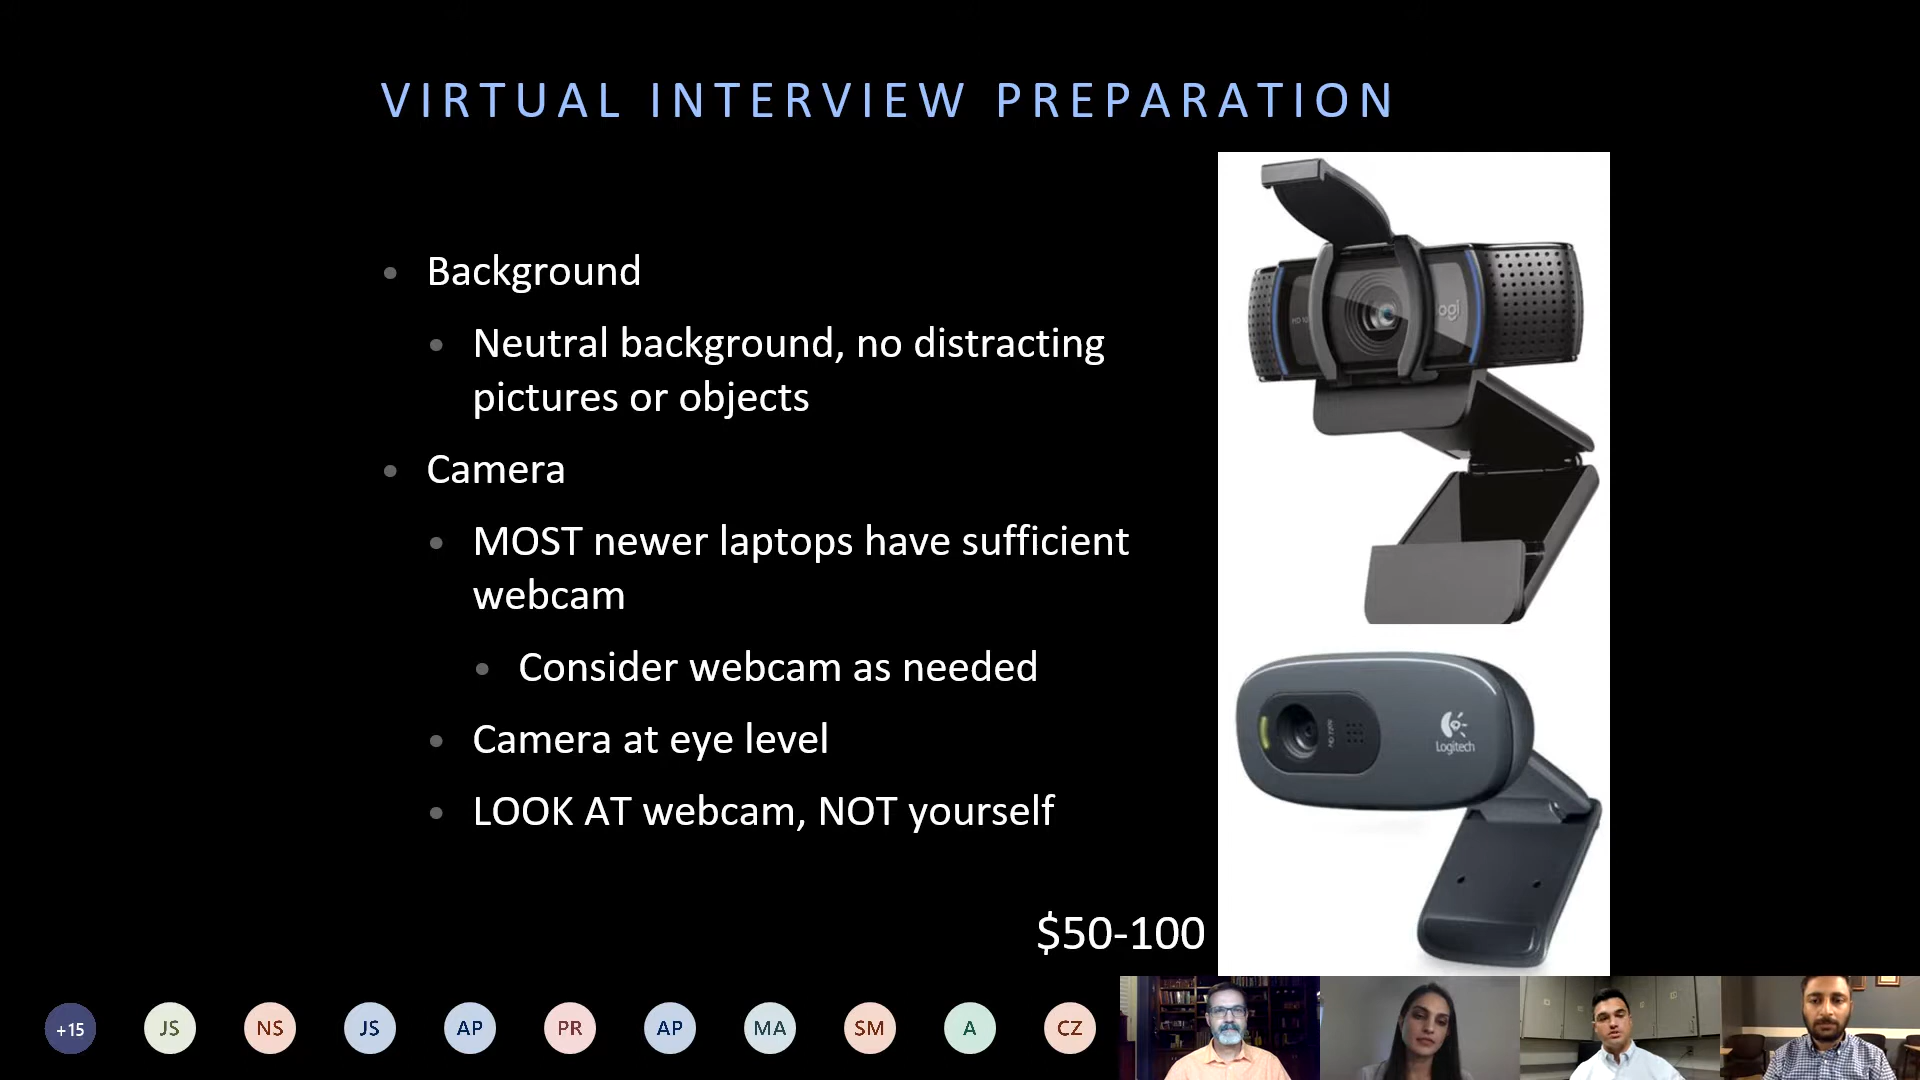 VIRTUAL INTERVIEW PREPARATION
• Background
• Neutral background, no distracting
pictures or objects
• Camera
• MOST newer laptops have sufficient
webcam
• Consider webcam as needed
• Camera at eye level
• LOOK AT webcam, NOT yourself
$50-100
ogi
Logitech
+15 JS NS JS AP PR AP MA SM A CZ